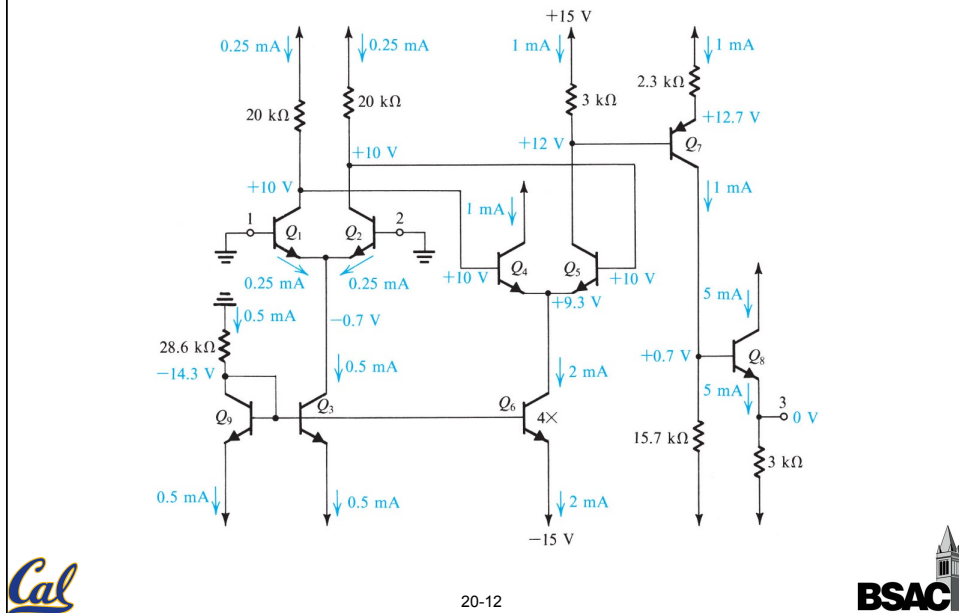 +15 V
0.25 mA
0.25 mA
1 mA
1 mA
20 kΩ
20 kΩ
3 kΩ
2.3 kΩ
+12.7 V
+12 V
Q7
+10 V
+10 V
1 mA
1 mA
1
2
Q1
Q2
+10 V
Q4
Q5
+10 V
0.25 mA
0.25 mA
+9.3 V
0.5 mA
−0.7 V
5 mA
28.6 kΩ
−14.3 V
0.5 mA
2 mA
+0.7 V
Q8
5 mA
3
0 V
Q9
Q3
Q6
4×
15.7 kΩ
3 kΩ
0.5 mA
0.5 mA
2 mA
−15 V
Cal
20-12
BSAC